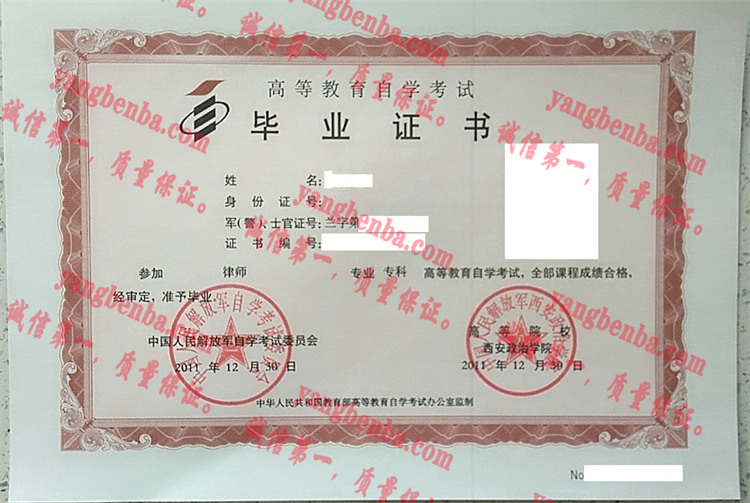 高等教育自学考试
毕业证书
姓名:
身份证号:
军(警)士官证号: 兰字第
证书编号:
参加 律师 专业 专科 高等教育自学考试, 全部课程成绩合格,
经审定, 准予毕业。
中国人民解放军自学考试委员会
2011 年 12 月 30 日
高等院校
西安政治学院
2011 年 12 月 30 日
中华人民共和国教育部高等教育自学考试办公室监制
No
yangbenba.com
诚信第一，质量保证。